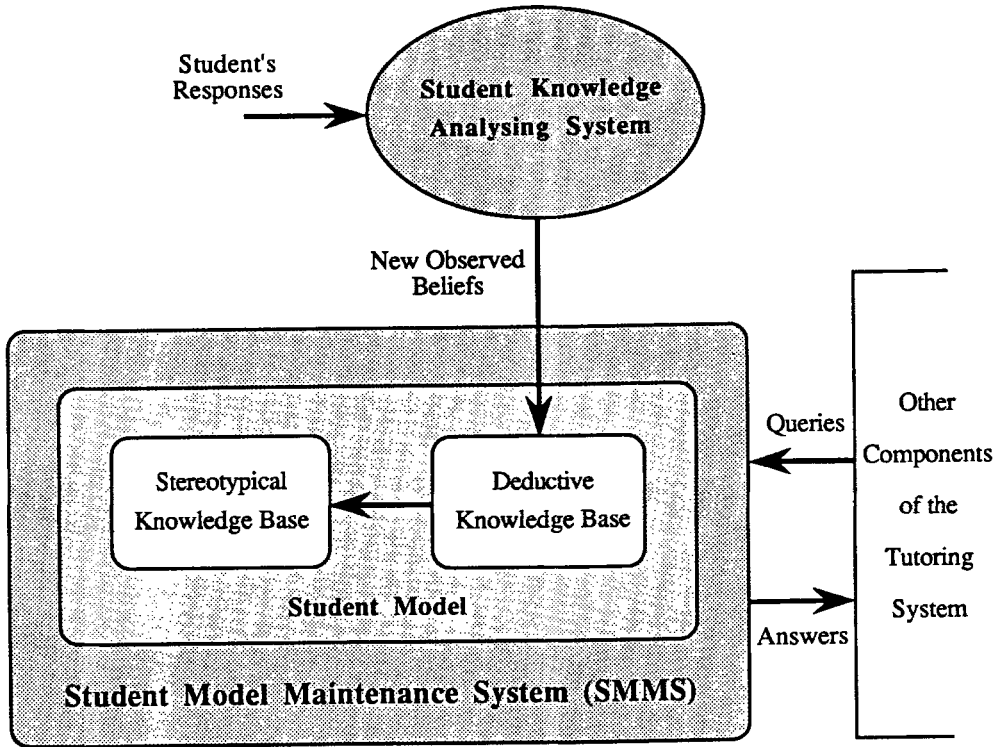 Student's
Responses
Student Knowledge
Analysing System
New Observed
Beliefs
Stereotypical
Knowledge Base
Deductive
Knowledge Base
Student Model
Student Model Maintenance System (SMMS)
Queries
Answers
Other
Components
of the
Tutoring
System